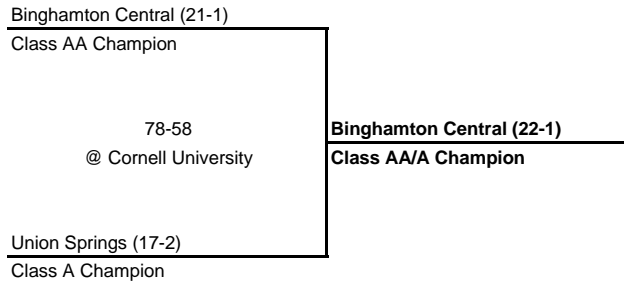 Binghamton Central (21-1)
Class AA Champion
78-58
@ Cornell University
Binghamton Central (22-1)
Class AA/A Champion
Union Springs (17-2)
Class A Champion